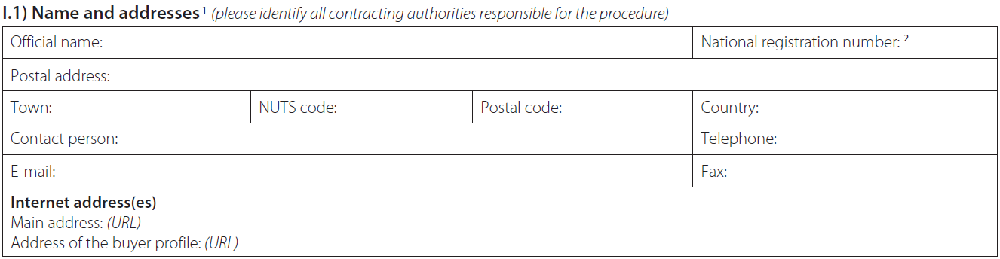 I.1) Name and addresses ¹ (please identify all contracting authorities responsible for the procedure)
Official name: National registration number: ²
Postal address:
Town: NUTS code: Postal code: Country:
Contact person: Telephone:
E-mail: Fax:
Internet address(es)
Main address: (URL)
Address of the buyer profile: (URL)